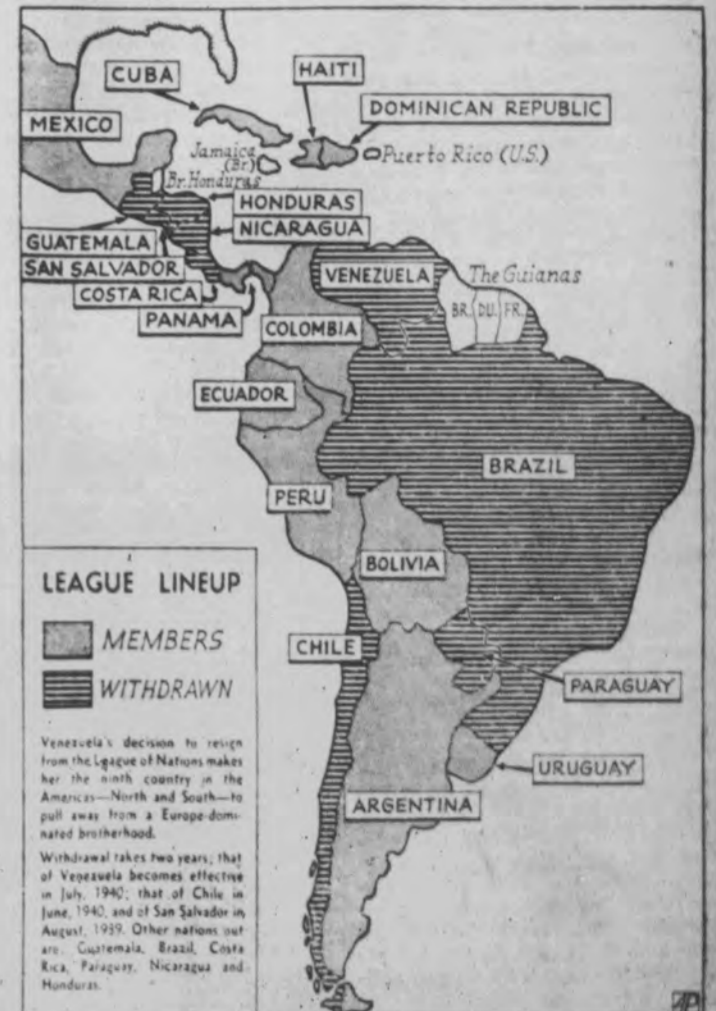 CUBA
HAITI
DOMINICAN REPUBLIC
MEXICO
Jamaica
(Br)
Puerto Rico (U.S.)
Br. Honduras
HONDURAS
NICARAGUA
GUATEMALA
SAN SALVADOR
COSTA RICA
PANAMA
VENEZUELA
The Guianas
BR. DU. FR.
COLOMBIA
ECUADOR
BRAZIL
PERU
BOLIVIA
CHILE
PARAGUAY
URUGUAY
ARGENTINA
LEAGUE LINEUP
MEMBERS
WITHDRAWN
Venezuela's decision to resign
from the League of Nations makes
her the ninth country in the
Americas—North and South—to
pull away from a Europe-domi-
nated brotherhood.
Withdrawal takes two years; that
of Venezuela becomes effective
in July, 1940; that of Chile in
June, 1940, and of San Salvador in
August, 1939. Other nations out
are: Guatemala, Brazil, Costa
Rica, Paraguay, Nicaragua and
Honduras.
AP